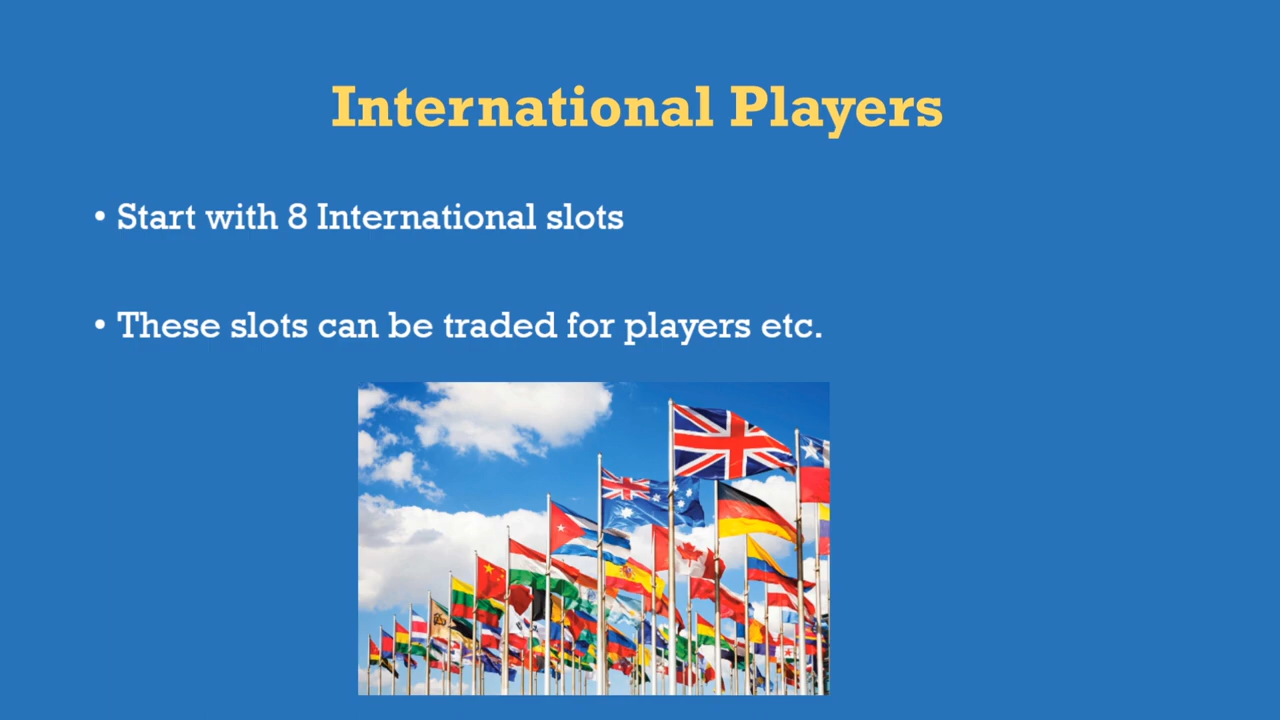 International Players
• Start with 8 International slots
• These slots can be traded for players etc.